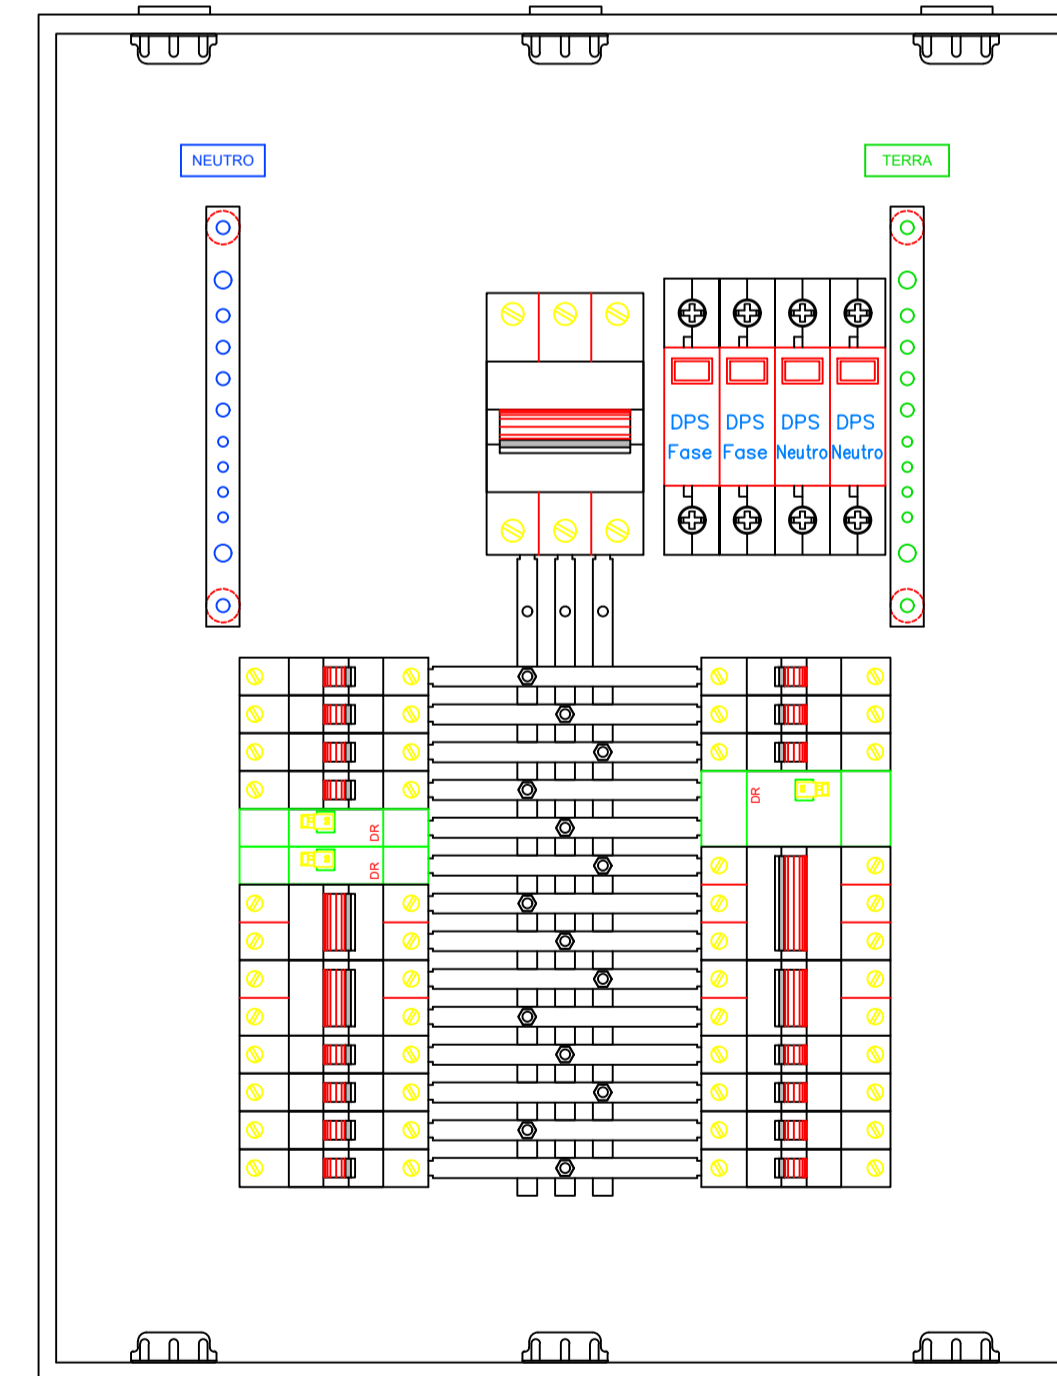 NEUTRO
TERRA
DPS DPS DPS DPS
Fase Fase Neutro Neutro
DR
DR
DR